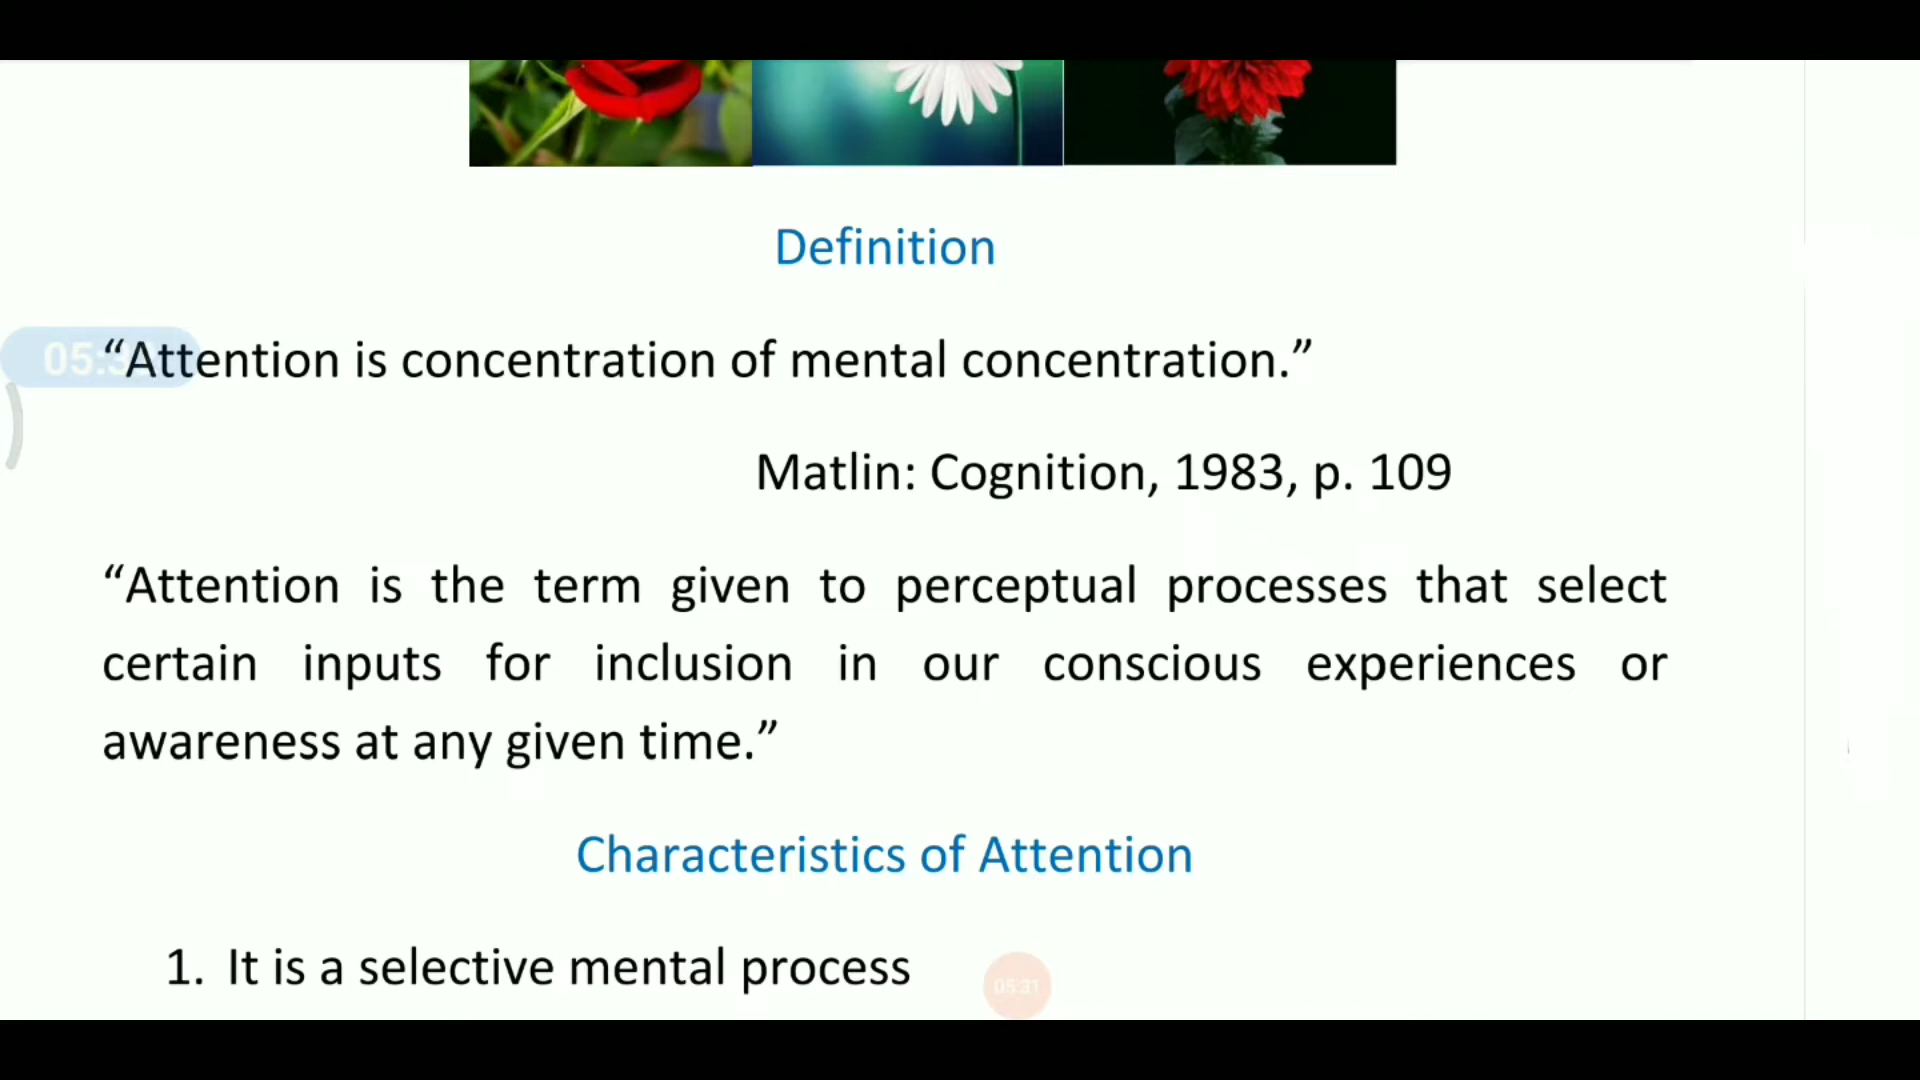 Definition
“Attention is concentration of mental concentration.”
Matlin: Cognition, 1983, p. 109
“Attention is the term given to perceptual processes that select
certain inputs for inclusion in our conscious experiences or
awareness at any given time.”
Characteristics of Attention
1. It is a selective mental process
05:31